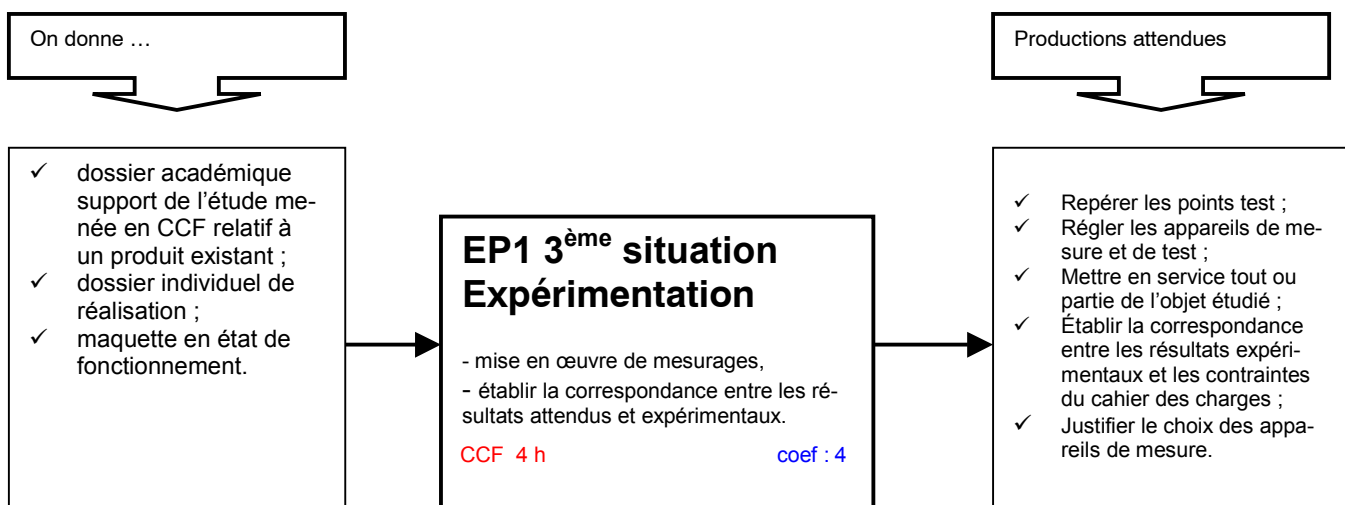 On donne …
✓ dossier académique
support de l'étude me-
née en CCF relatif à
un produit existant ;
✓ dossier individuel de
réalisation ;
✓ maquette en état de
fonctionnement.
EP1 3ème situation
Expérimentation
- mise en œuvre de mesurages,
- établir la correspondance entre les ré-
sultats attendus et expérimentaux.
CCF 4 h coef : 4
Productions attendues
✓ Repérer les points test ;
✓ Régler les appareils de me-
sure et de test ;
✓ Mettre en service tout ou
partie de l'objet étudié ;
✓ Établir la correspondance
entre les résultats expéri-
mentaux et les contraintes
du cahier des charges ;
✓ Justifier le choix des appa-
reils de mesure.